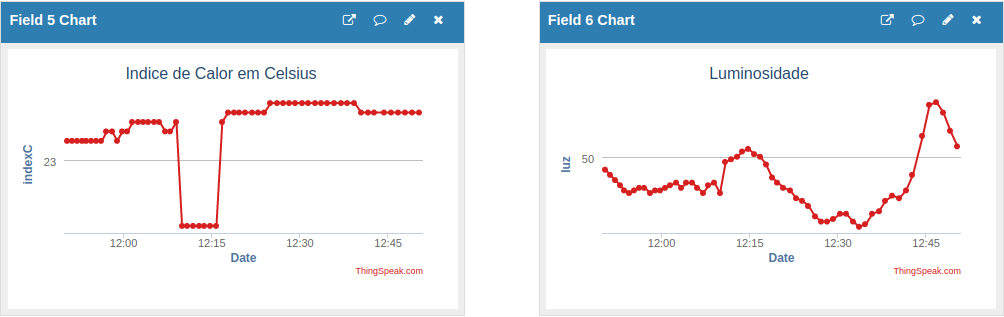 Field 5 Chart
Indice de Calor em Celsius
indexC
23
12:00 12:15 12:30 12:45
Date
ThingSpeak.com
Field 6 Chart
Luminosidade
luz
50
12:00 12:15 12:30 12:45
Date
ThingSpeak.com